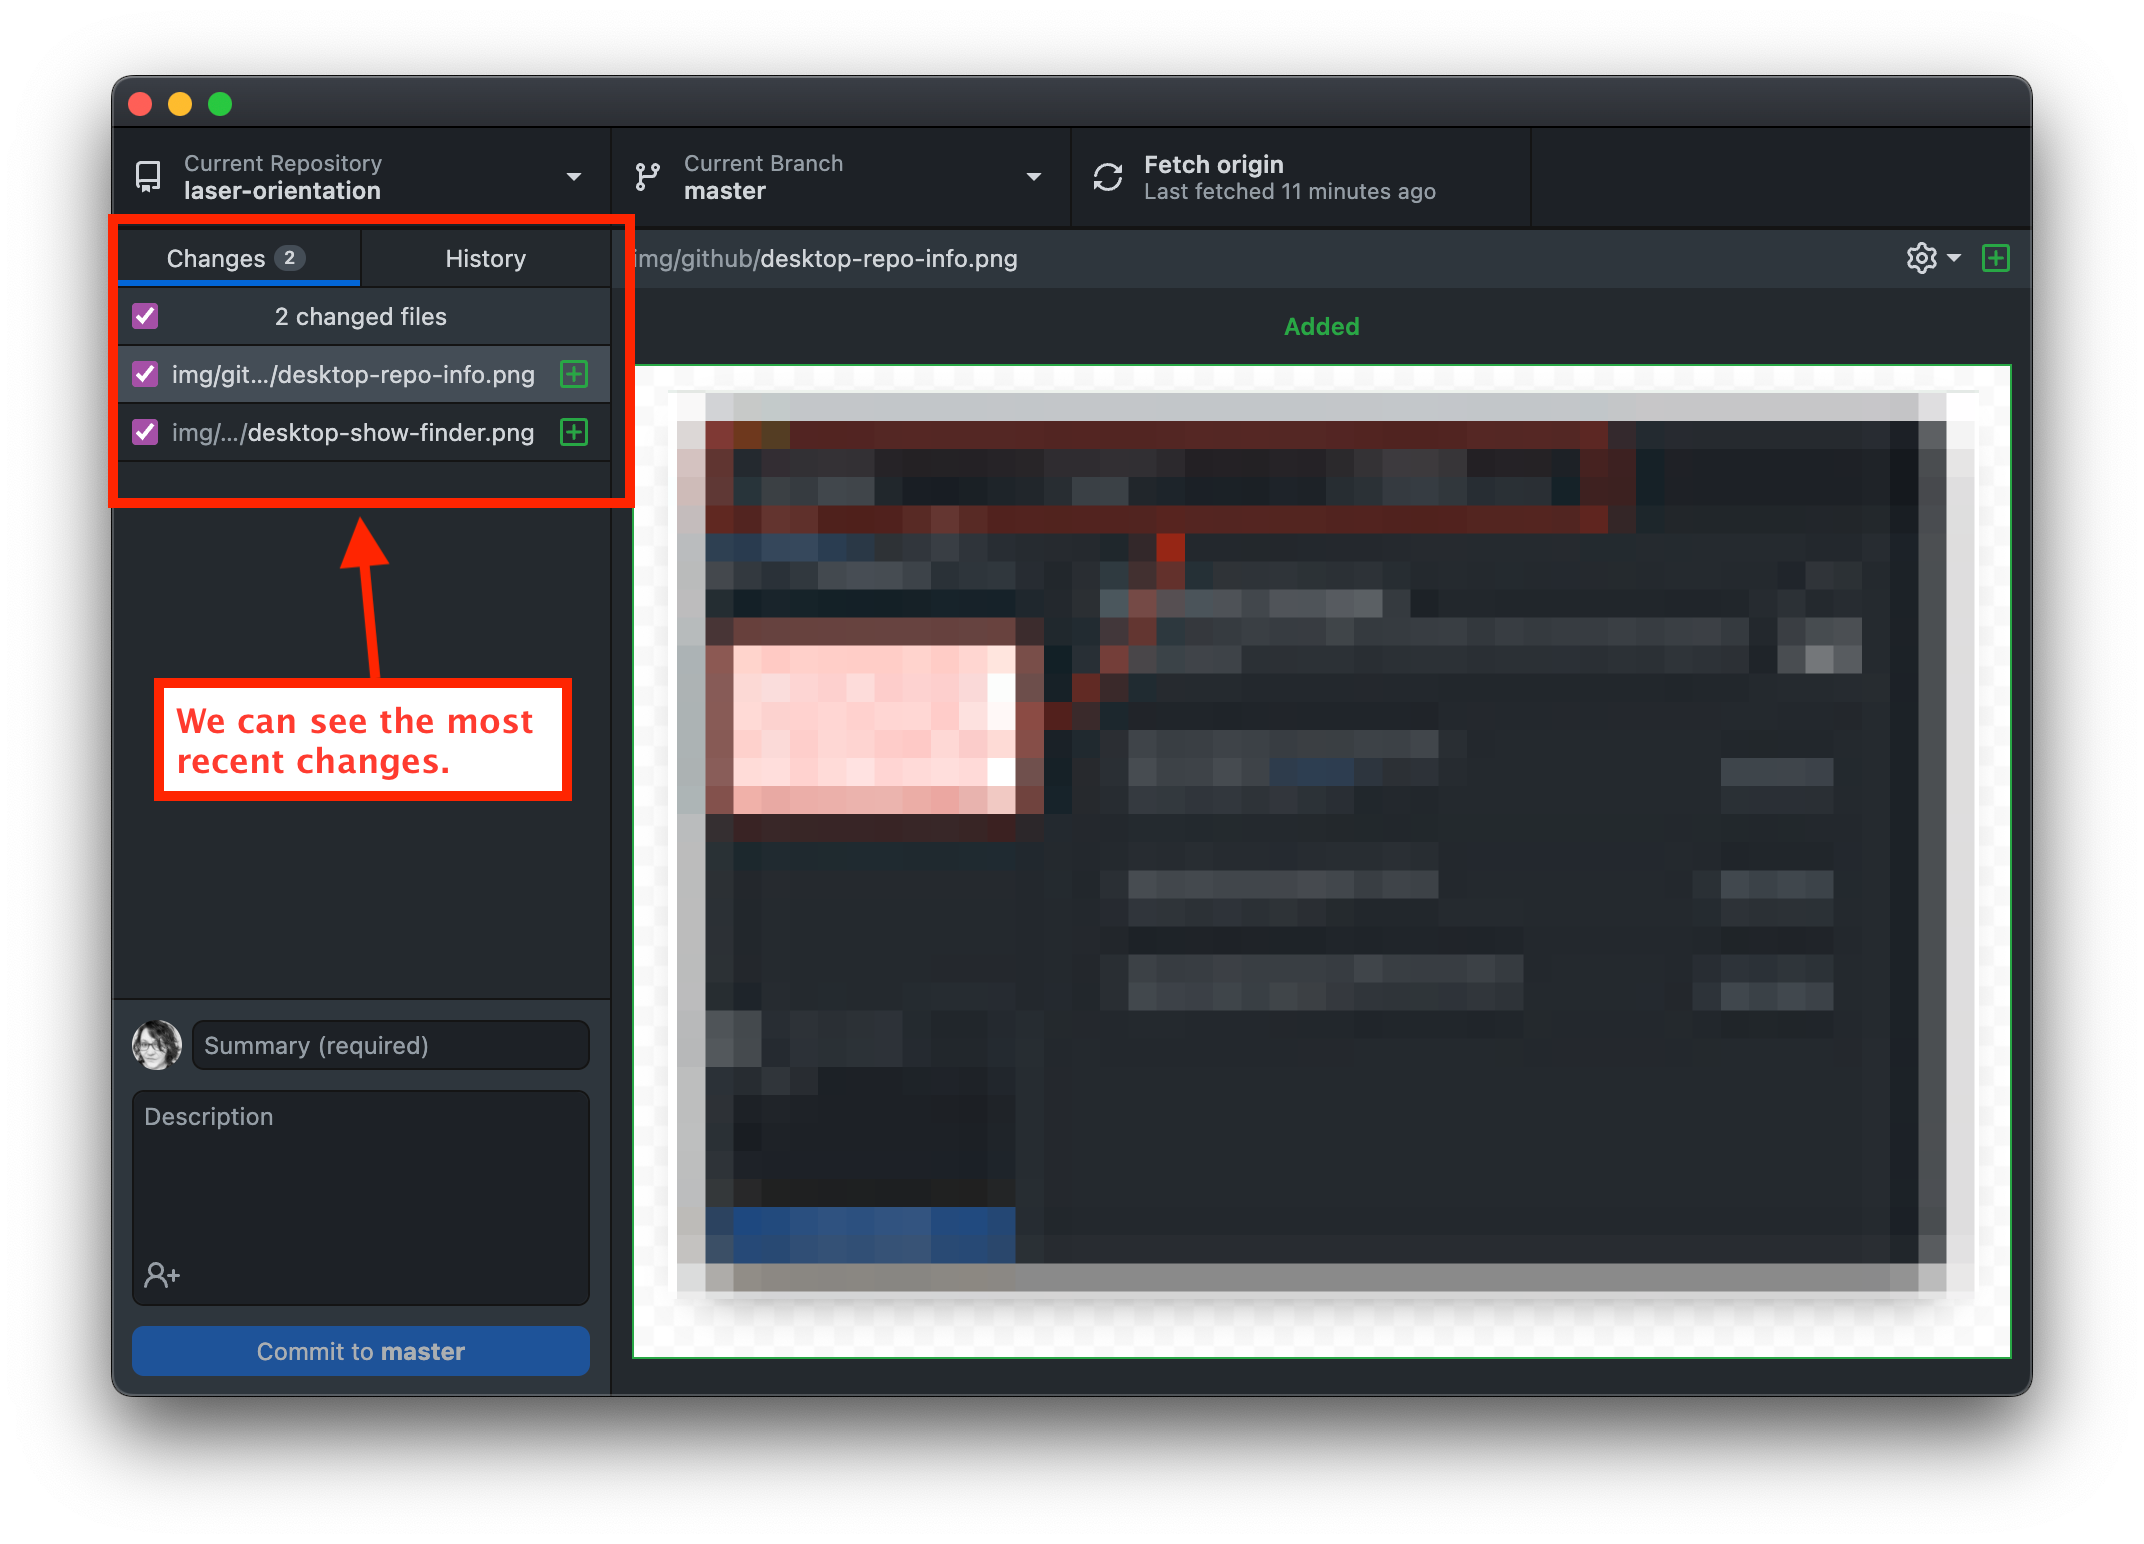 Current Repository
laser-orientation
Current Branch
master
Fetch origin
Last fetched 11 minutes ago
Changes 2
History
img/github/desktop-repo-info.png
2 changed files
Added
img/git.../desktop-repo-info.png
img/.../desktop-show-finder.png
We can see the most
recent changes.
Summary (required)
Description
Commit to master